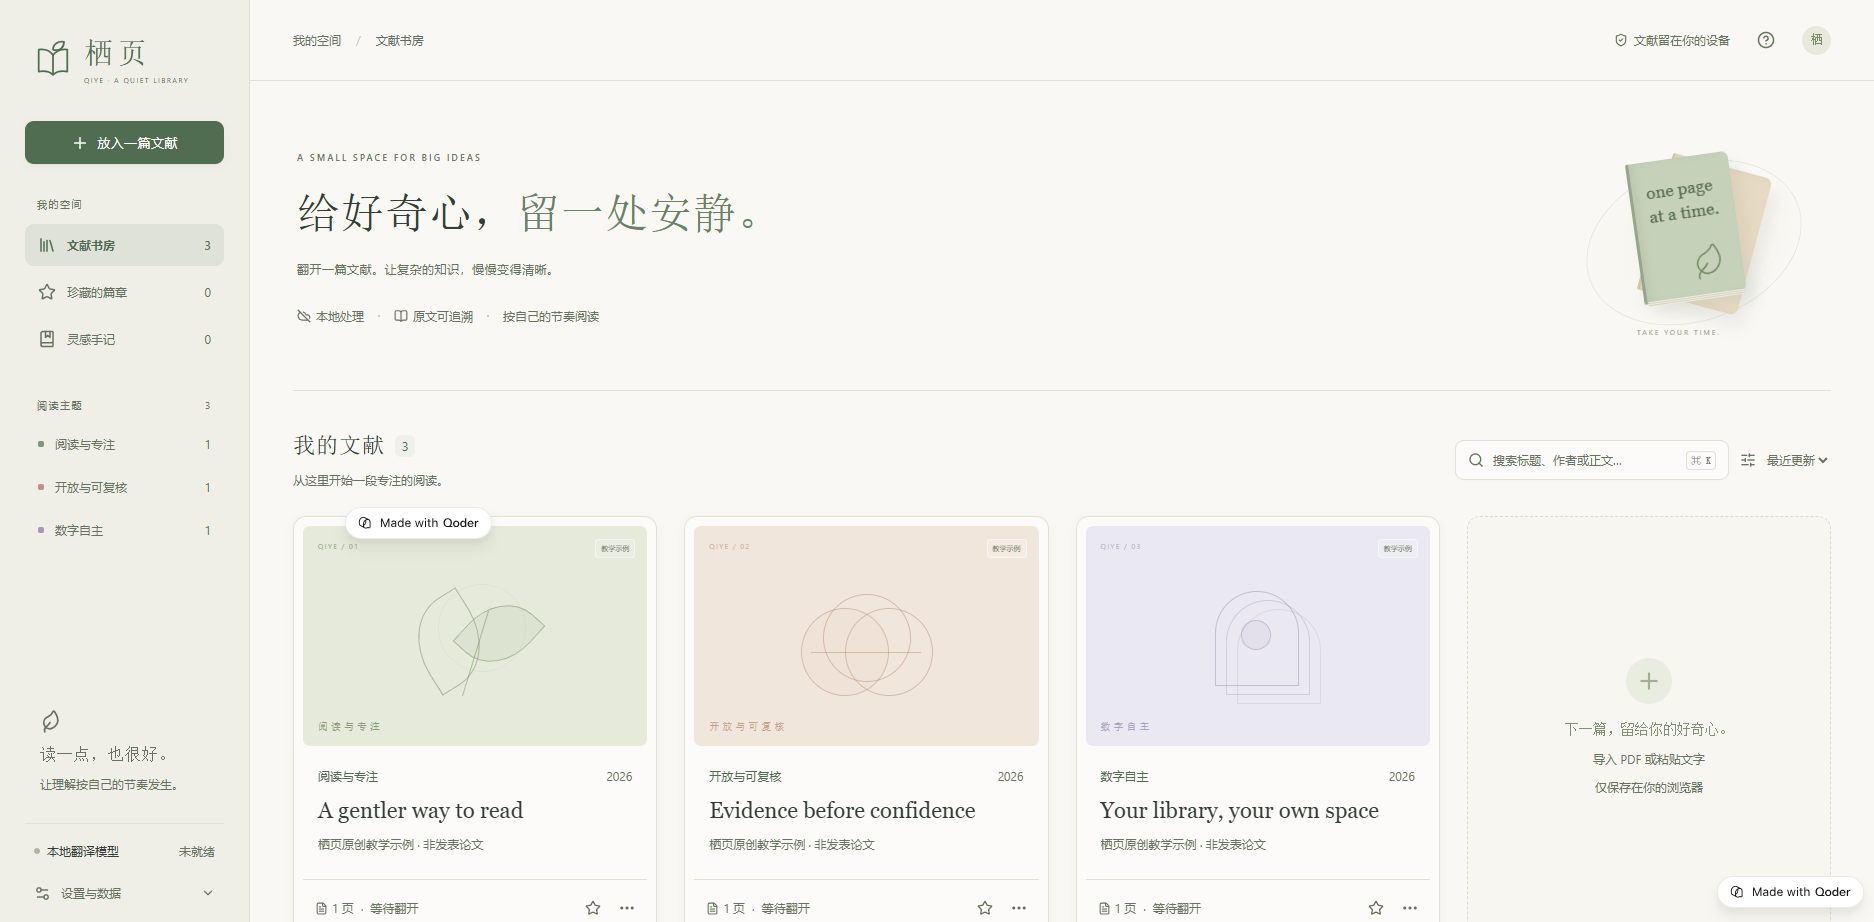 栖页
QIYE · A QUIET LIBRARY
放入一篇文献
我的空间
文献书房 3
珍藏的篇章 0
灵感手记 0
阅读主题 3
阅读与专注 1
开放与可复核 1
数字自主 1
读一点，也很好。
让理解按自己的节奏发生。
本地翻译模型 未就绪
设置与数据
我的空间 / 文献书房
文献留在你的设备
栖
A SMALL SPACE FOR BIG IDEAS
给好奇心，留一处安静。
翻开一篇文献。让复杂的知识，慢慢变得清晰。
本地处理 · 原文可追溯 · 按自己的节奏阅读
one page
at a time.
TAKE YOUR TIME.
我的文献 3
从这里开始一段专注的阅读。
搜索标题、作者或正文... ⌘ K
最近更新
Made with Qoder
QIYE / 01 教学示例
阅读与专注
阅读与专注 2026
A gentler way to read
栖页原创教学示例 · 非发表论文
1 页 · 等待翻开
QIYE / 02 教学示例
开放与可复核
开放与可复核 2026
Evidence before confidence
栖页原创教学示例 · 非发表论文
1 页 · 等待翻开
QIYE / 03 教学示例
数字自主
数字自主 2026
Your library, your own space
栖页原创教学示例 · 非发表论文
1 页 · 等待翻开
下一篇，留给你的好奇心。
导入 PDF 或粘贴文字
仅保存在你的浏览器
Made with Qoder